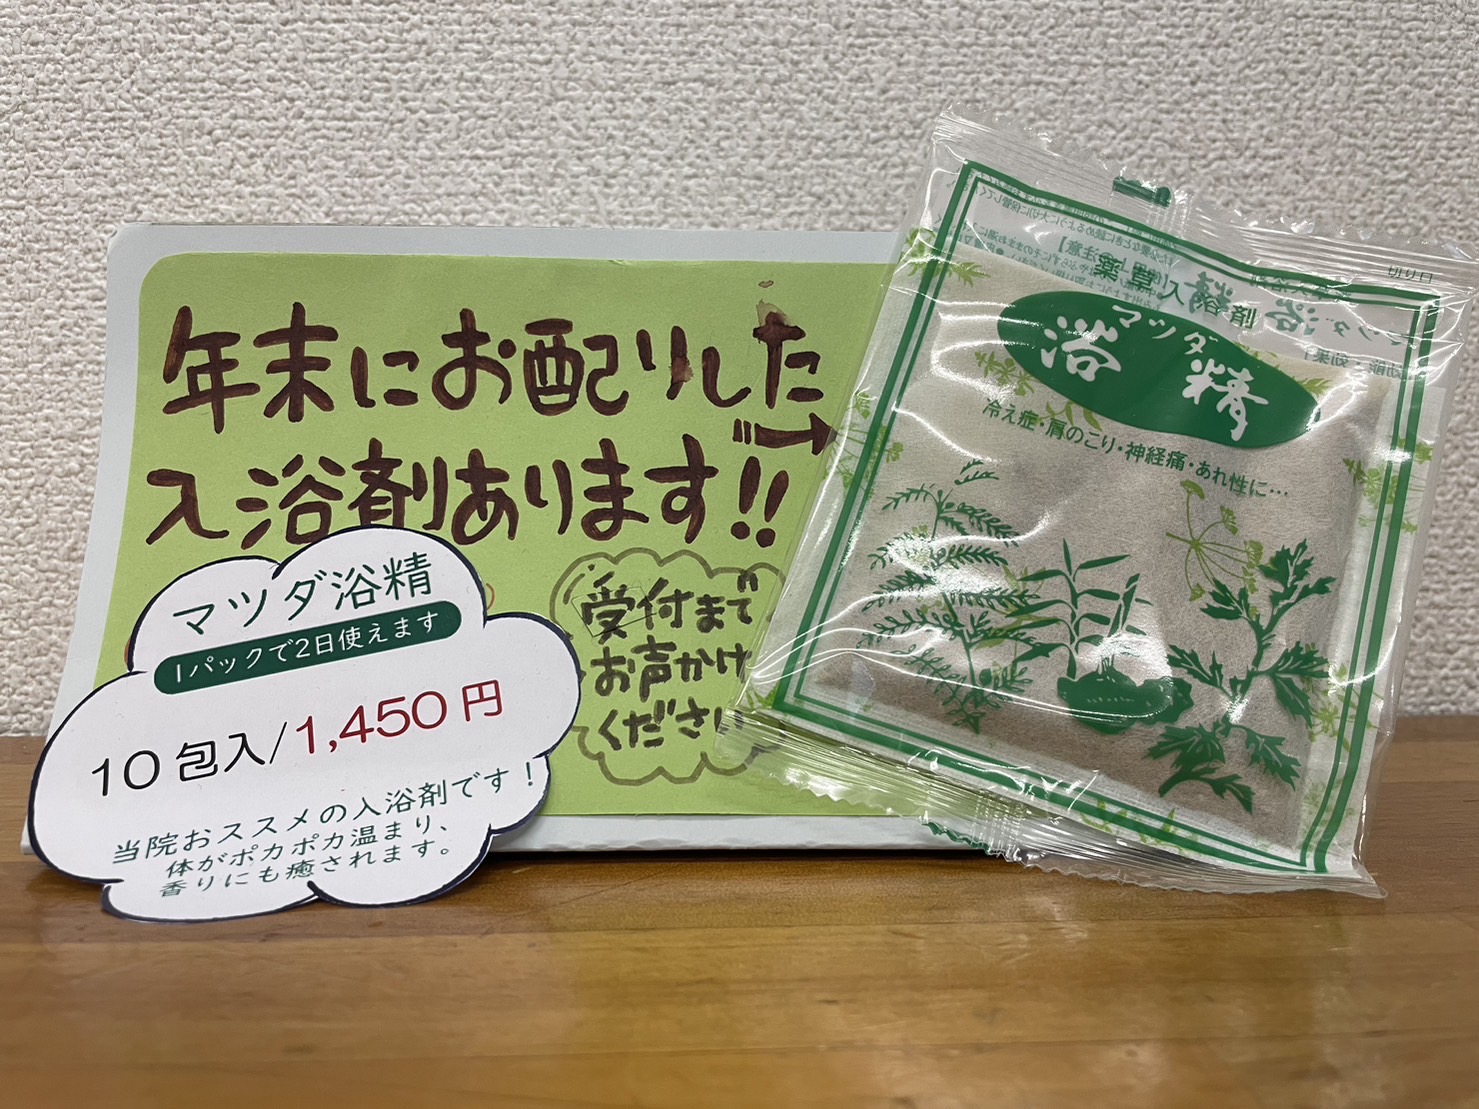 年末にお配りした
入浴剤あります!!
受付まで
お声かけ
ください
マツダ浴精
1パックで2日使えます
10包入/1,450円
当院おススメの入浴剤です！
体がポカポカ温まり、
香りにも癒されます。
切り口
薬草入浴剤
マツダ
浴精
冷え症・肩のこり・神経痛・あれ性に…